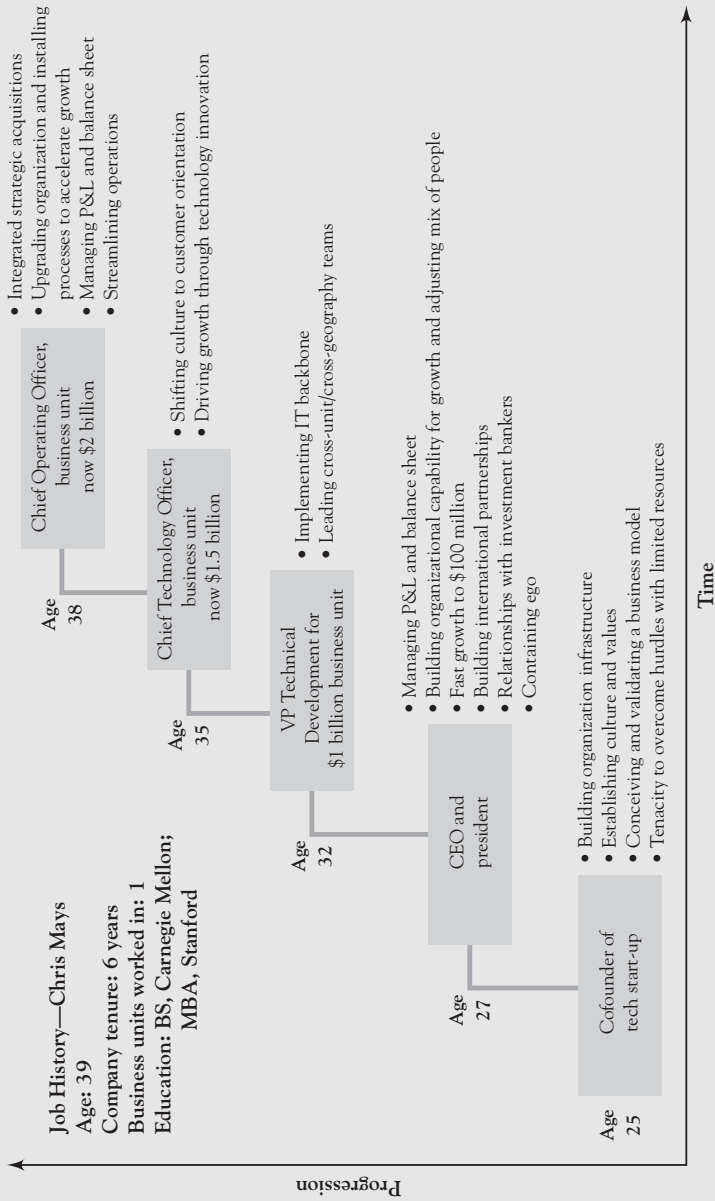 Job History—Chris Mays
Age: 39
Company tenure: 6 years
Business units worked in: 1
Education: BS, Carnegie Mellon;
MBA, Stanford
Progression
Age
38
Chief Operating Officer,
business unit
now $2 billion
• Integrated strategic acquisitions
• Upgrading organization and installing
processes to accelerate growth
• Managing P&L and balance sheet
• Streamlining operations
Age
35
Chief Technology Officer,
business unit
now $1.5 billion
• Shifting culture to customer orientation
• Driving growth through technology innovation
Age
32
VP Technical
Development for
$1 billion business unit
• Implementing IT backbone
• Leading cross-unit/cross-geography teams
Age
27
CEO and
president
• Managing P&L and balance sheet
• Building organizational capability for growth and adjusting mix of people
• Fast growth to $100 million
• Building international partnerships
• Relationships with investment bankers
• Containing ego
Age
25
Cofounder of
tech start-up
• Building organization infrastructure
• Establishing culture and values
• Conceiving and validating a business model
• Tenacity to overcome hurdles with limited resources
Time